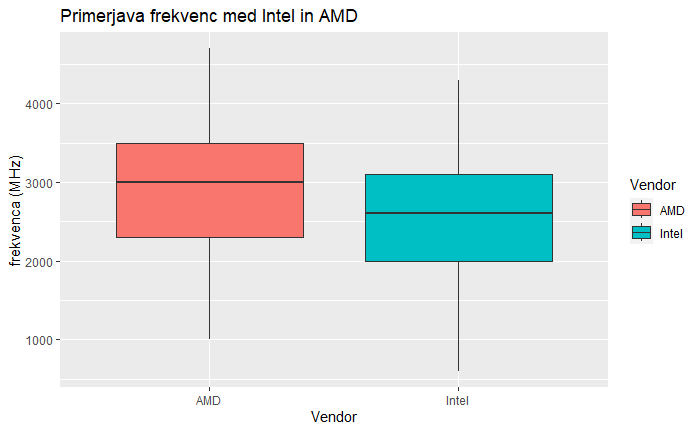 Primerjava frekvenc med Intel in AMD
frekvenca (MHz)
4000
3000
2000
1000
AMD
Intel
Vendor
Vendor
AMD
Intel